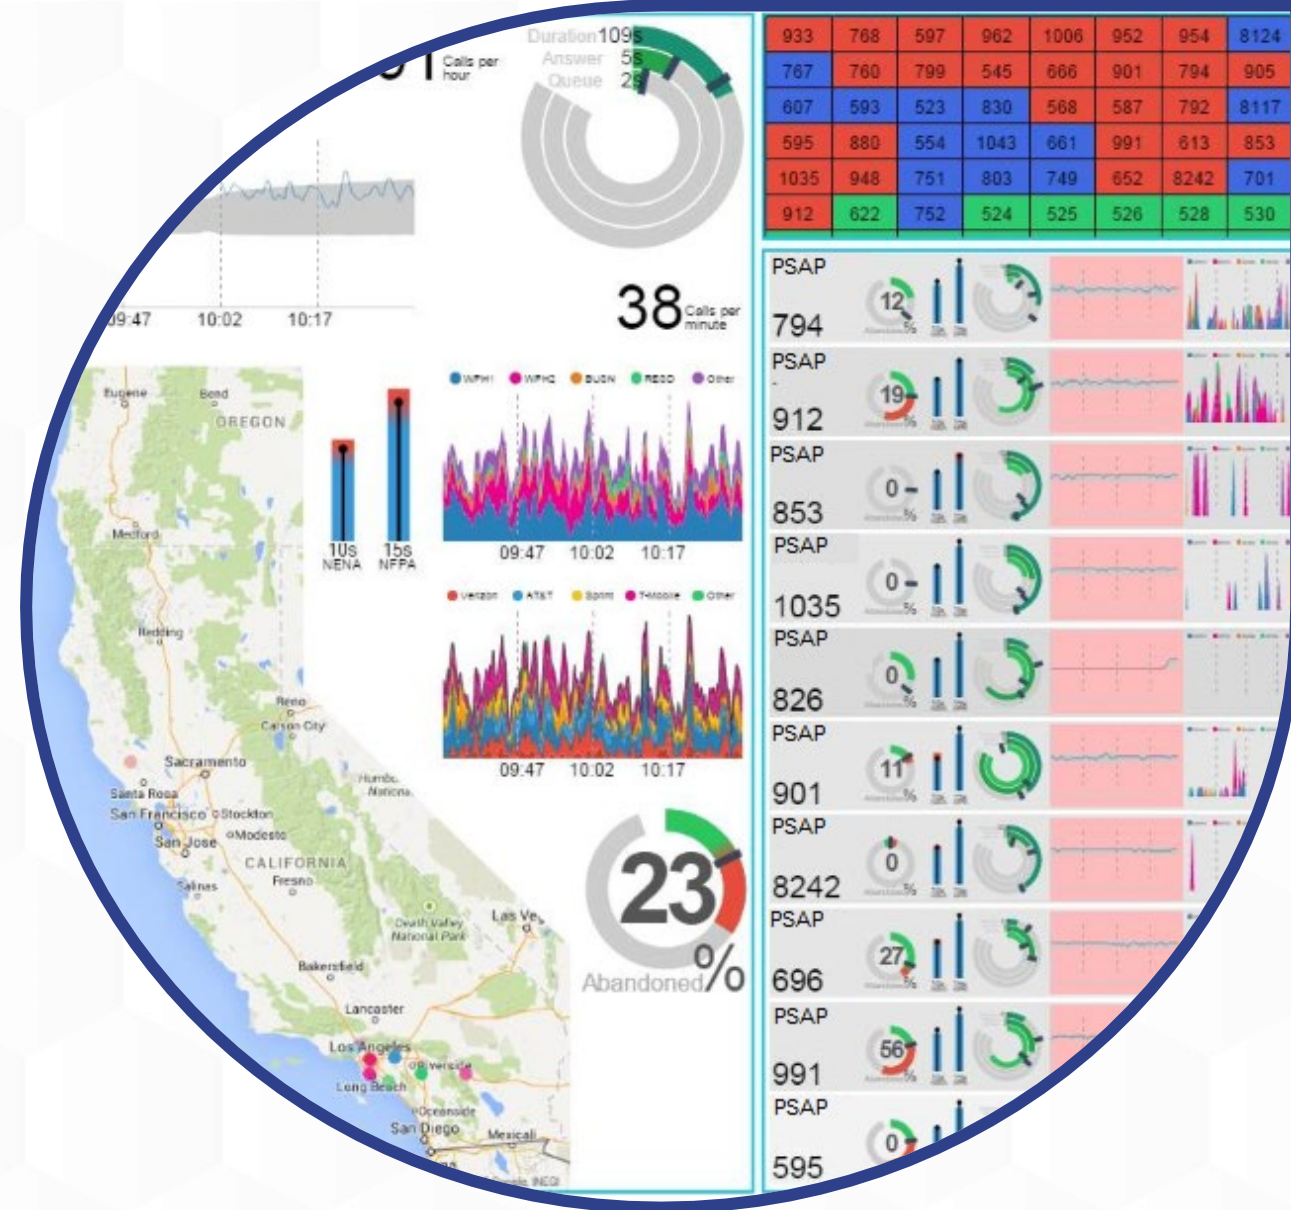 Calls per
hour
Duration 109s
Answer 5s
Queue 2s
09:47 10:02 10:17
38 Calls per
minute
Eugene
Bend
OREGON
Medford
Redding
Reno
Carson City
Sacramento
Santa Rosa
San Francisco
Stockton
San Jose
Modesto
CALIFORNIA
Salinas
Fresno
Death Valley
National Park
Las Ve
Bakersfield
Lancaster
Los Angeles
Riverside
Long Beach
Oceanside
San Diego
Mexicali
10s
NENA
15s
NFPA
WPH1 WPH2 BUSN RESD Other
09:47 10:02 10:17
Verizon AT&T Sprint T-Mobile Other
09:47 10:02 10:17
23
%
Abandoned
933 768 597 962 1006 952 954 8124
767 760 799 545 666 901 794 905
607 593 523 830 568 587 792 8117
595 880 554 1043 661 991 613 853
1035 948 751 803 749 652 8242 701
912 622 752 524 525 526 528 530
PSAP
794
12
%
PSAP
912
19
%
PSAP
853
0
%
PSAP
1035
0
%
PSAP
826
0
%
PSAP
901
11
%
PSAP
8242
0
%
PSAP
696
27
%
PSAP
991
56
%
PSAP
595
0